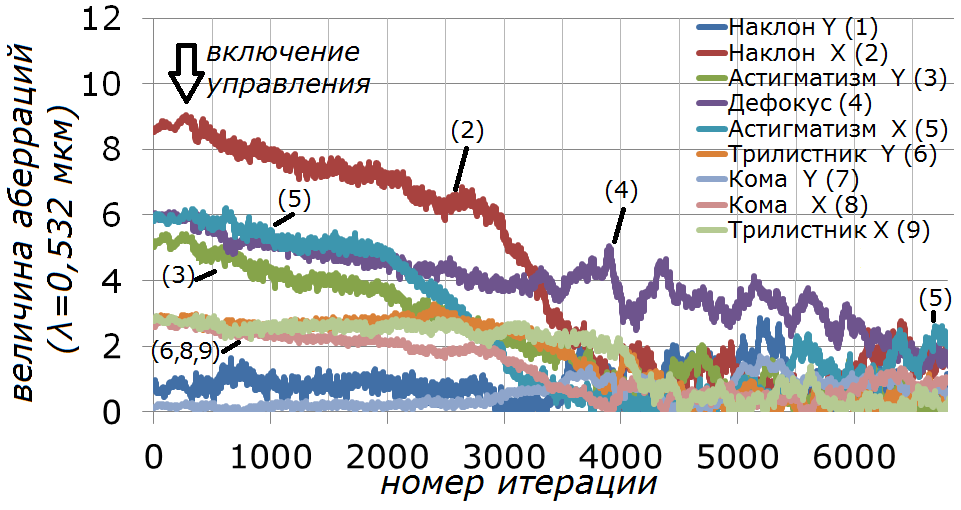 величина аберраций
(λ=0,532 мкм)
12
10
8
6
4
2
0
включение
управления
(2)
(5)
(4)
(3)
(6,8,9)
(5)
Наклон Y (1)
Наклон X (2)
Астигматизм Y (3)
Дефокус (4)
Астигматизм X (5)
Трилистник Y (6)
Кома Y (7)
Кома X (8)
Трилистник X (9)
0 1000 2000 3000 4000 5000 6000
номер итерации